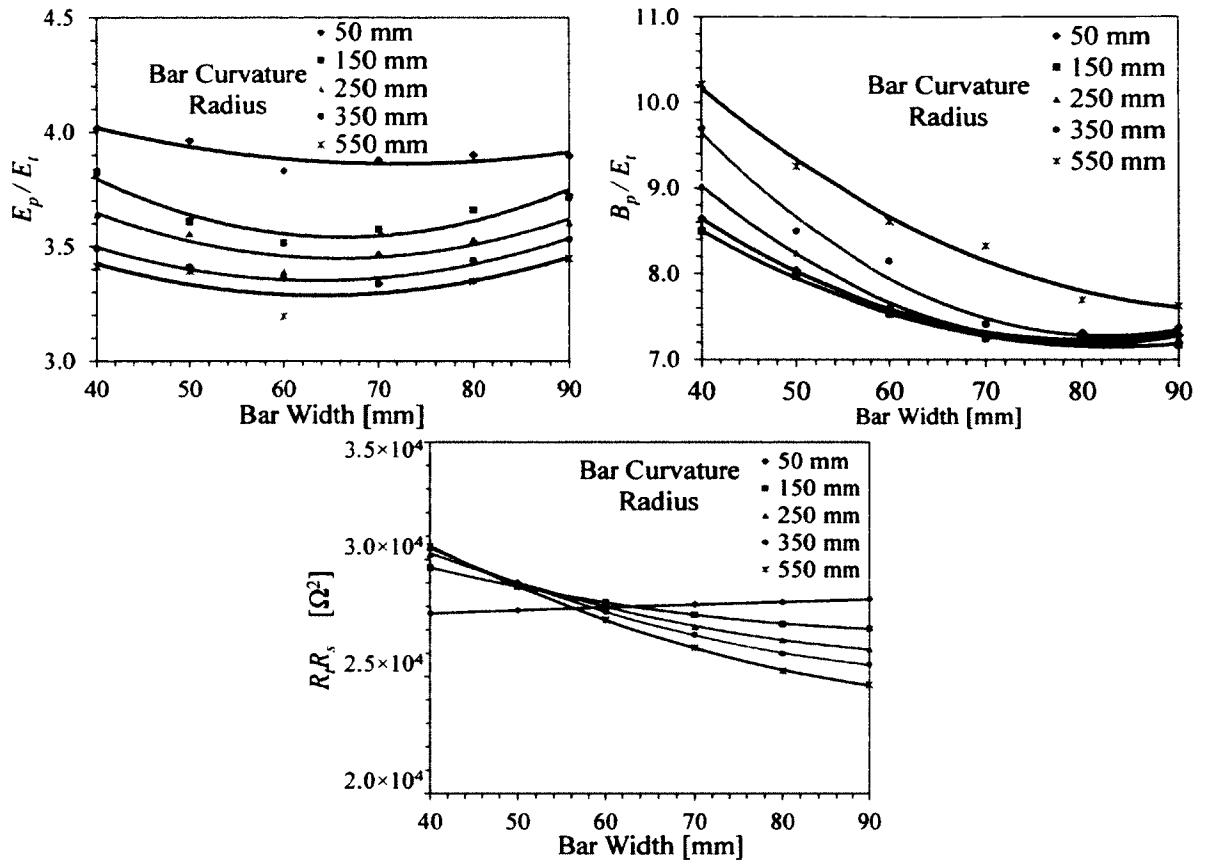 4.5
4.0
3.5
3.0
E_p / E_t
Bar Curvature
Radius
50 mm
150 mm
250 mm
350 mm
550 mm
40 50 60 70 80 90
Bar Width [mm]
11.0
10.0
9.0
8.0
7.0
B_p / E_t
Bar Curvature
Radius
50 mm
150 mm
250 mm
350 mm
550 mm
40 50 60 70 80 90
Bar Width [mm]
3.5×10⁴
3.0×10⁴
2.5×10⁴
2.0×10⁴
R_tR_s [Ω²]
Bar Curvature
Radius
50 mm
150 mm
250 mm
350 mm
550 mm
40 50 60 70 80 90
Bar Width [mm]